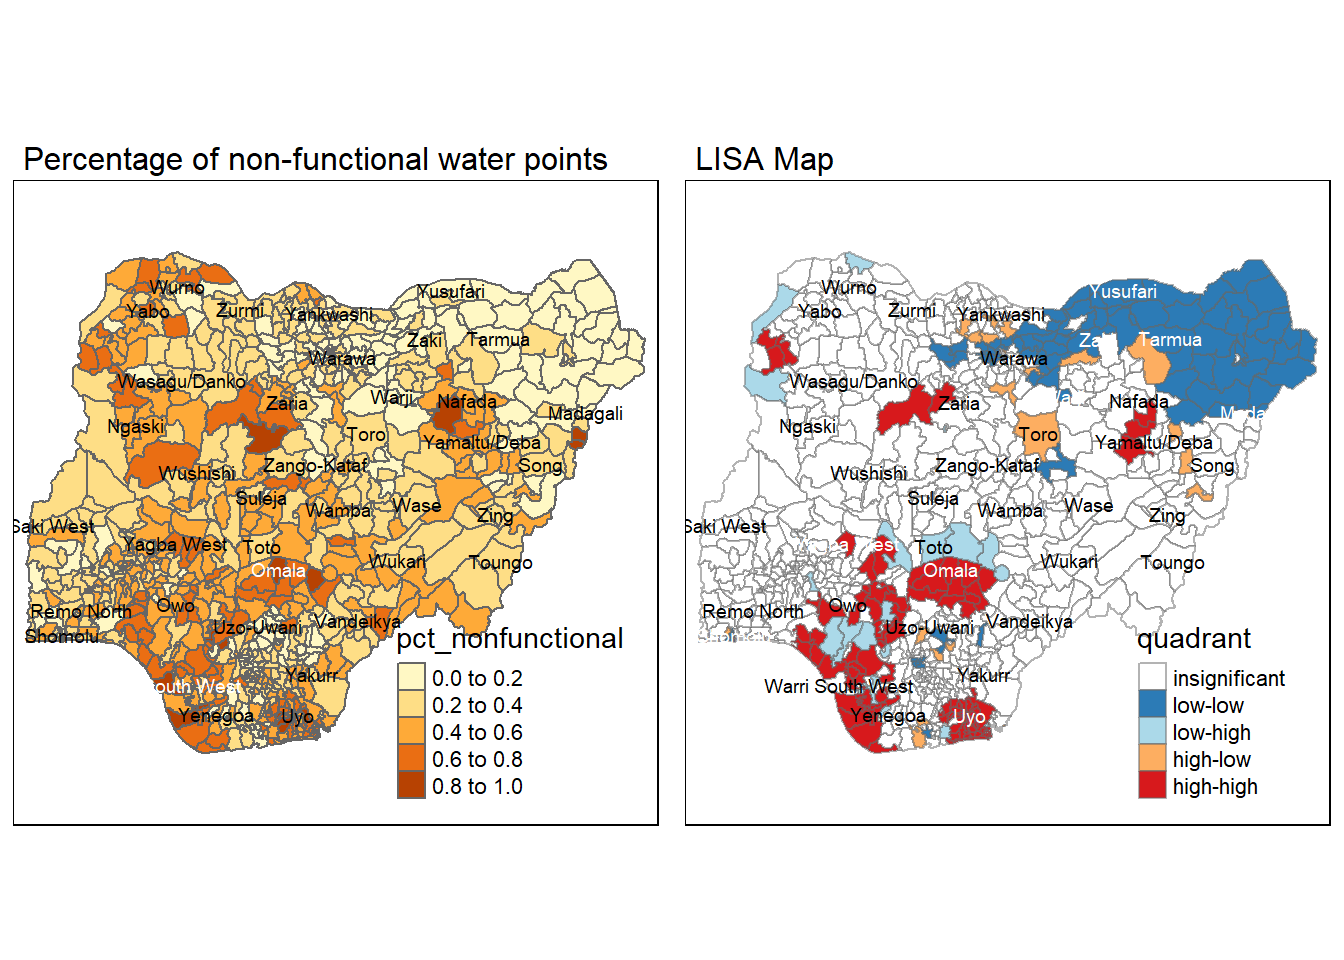 Percentage of non-functional water points
Wurno
Yabo
Zurmi
Yankwashi
Yusufari
Zaki
Tarmua
Warawa
Wasagu/Danko
Zaria
Warji
Nafada
Madagali
Ngaski
Toro
Yamaltu/Deba
Wushishi
Zango-Kataf
Song
Suleja
Wamba
Wase
Zing
Saki West
Yagba West
Toto
Omala
Wukari
Toungo
Remo North
Owo
Shomolu
Uzo-Uwani
Vandeikya
South West
Yakurr
Yenegoa
Uyo
pct_nonfunctional
0.0 to 0.2
0.2 to 0.4
0.4 to 0.6
0.6 to 0.8
0.8 to 1.0
LISA Map
Wurno
Yabo
Zurmi
Yankwashi
Yusufari
Tarmua
Warawa
Wasagu/Danko
Zaria
Nafada
Ngaski
Toro
Yamaltu/Deba
Wushishi
Zango-Kataf
Song
Suleja
Wamba
Wase
Zing
Saki West
Toto
Omala
Wukari
Toungo
Remo North
Owo
Uzo-Uwani
Vandeikya
Warri South West
Yakurr
Yenegoa
Uyo
quadrant
insignificant
low-low
low-high
high-low
high-high